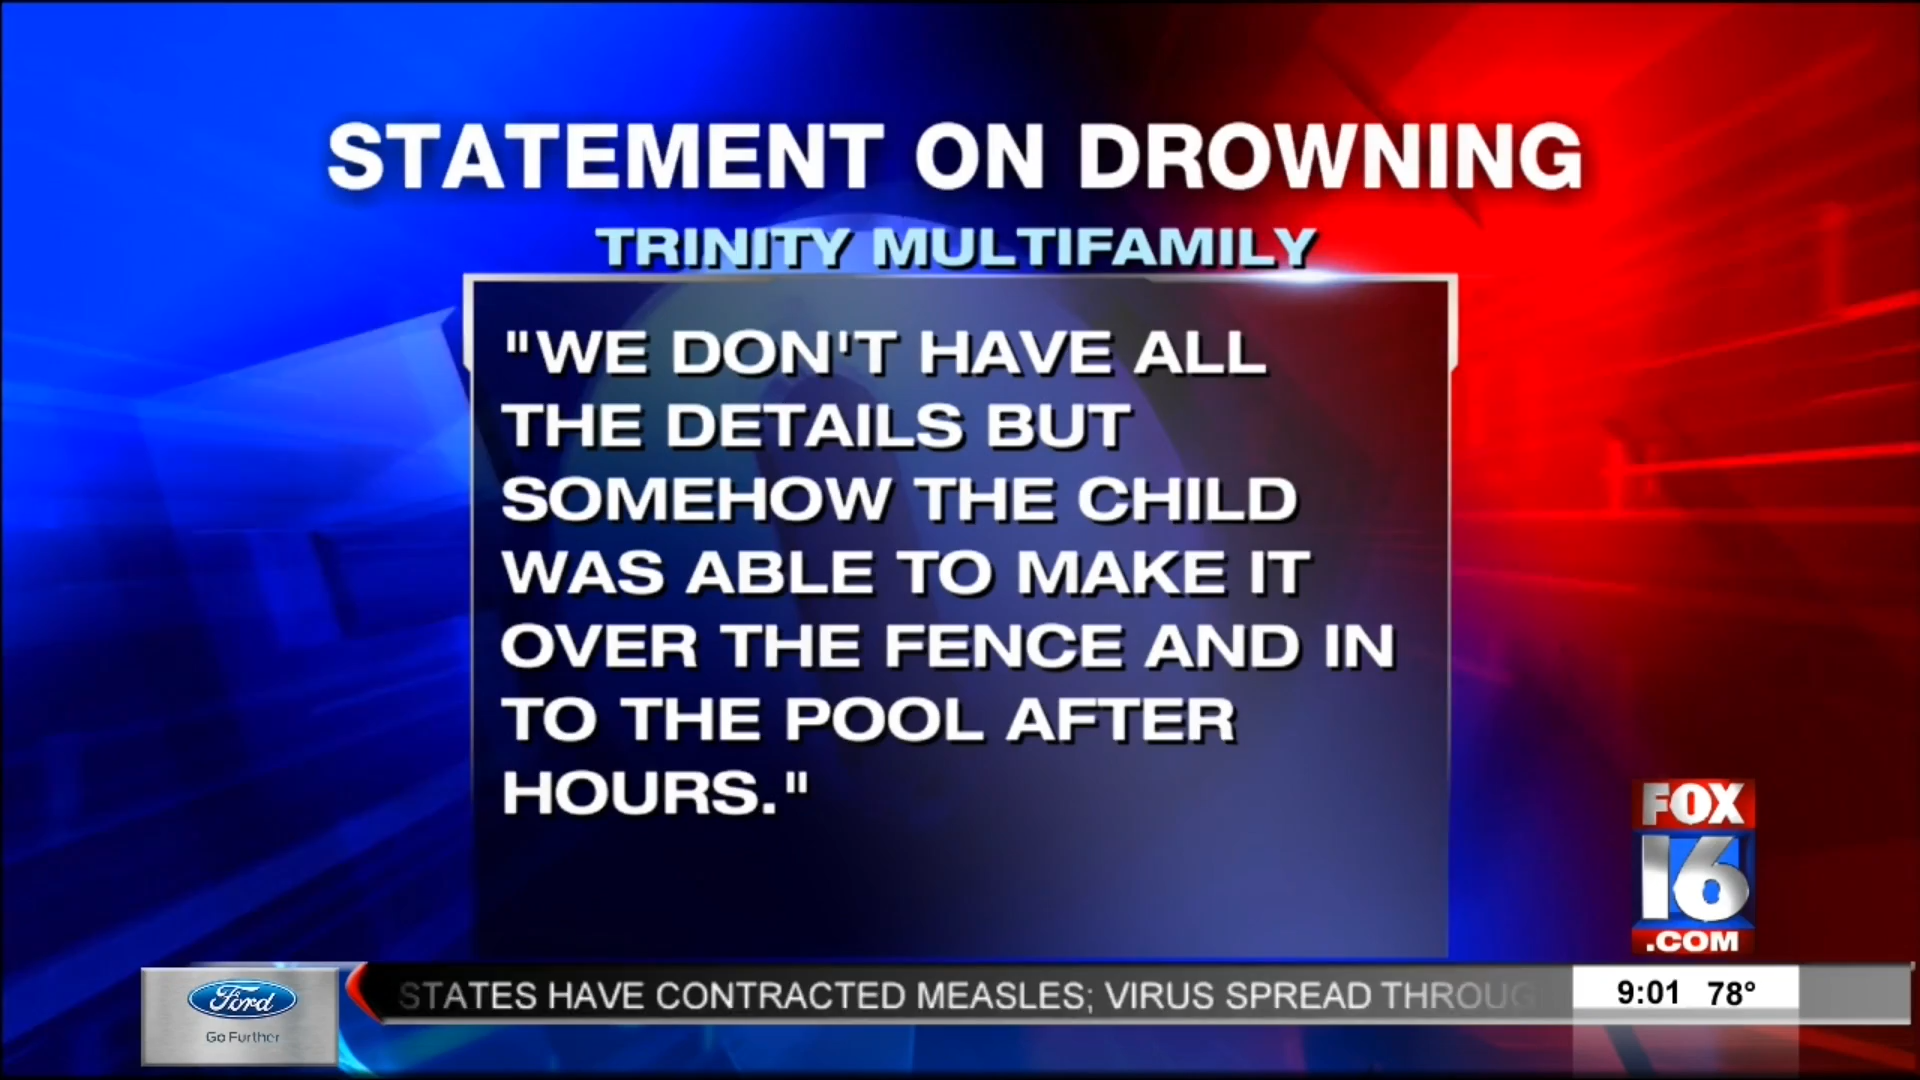 STATEMENT ON DROWNING
TRINITY MULTIFAMILY
"WE DON'T HAVE ALL
THE DETAILS BUT
SOMEHOW THE CHILD
WAS ABLE TO MAKE IT
OVER THE FENCE AND IN
TO THE POOL AFTER
HOURS."
FOX
16
.COM
Ford
Go Further
STATES HAVE CONTRACTED MEASLES; VIRUS SPREAD THROUG
9:01 78°